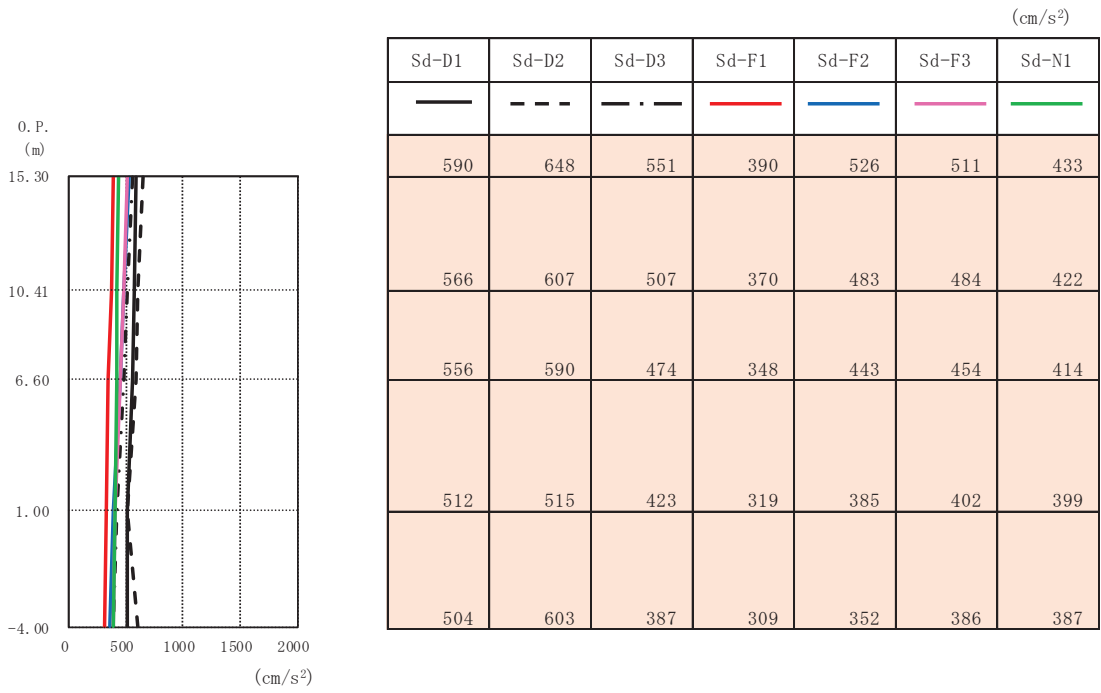 (cm/s²)
Sd-D1 Sd-D2 Sd-D3 Sd-F1 Sd-F2 Sd-F3 Sd-N1
O.P.
(m)
590 648 551 390 526 511 433
15.30
566 607 507 370 483 484 422
10.41
556 590 474 348 443 454 414
6.60
512 515 423 319 385 402 399
1.00
504 603 387 309 352 386 387
-4.00
0 500 1000 1500 2000
(cm/s²)